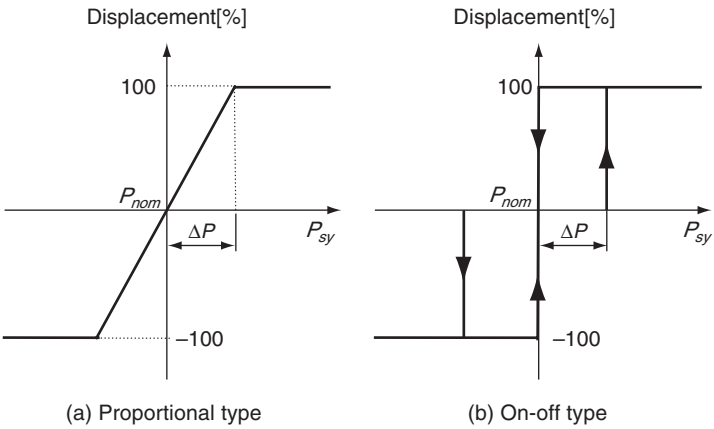 Displacement[%]
100
P_nom
ΔP
P_sy
–100
(a) Proportional type
Displacement[%]
100
P_nom
ΔP
P_sy
–100
(b) On-off type